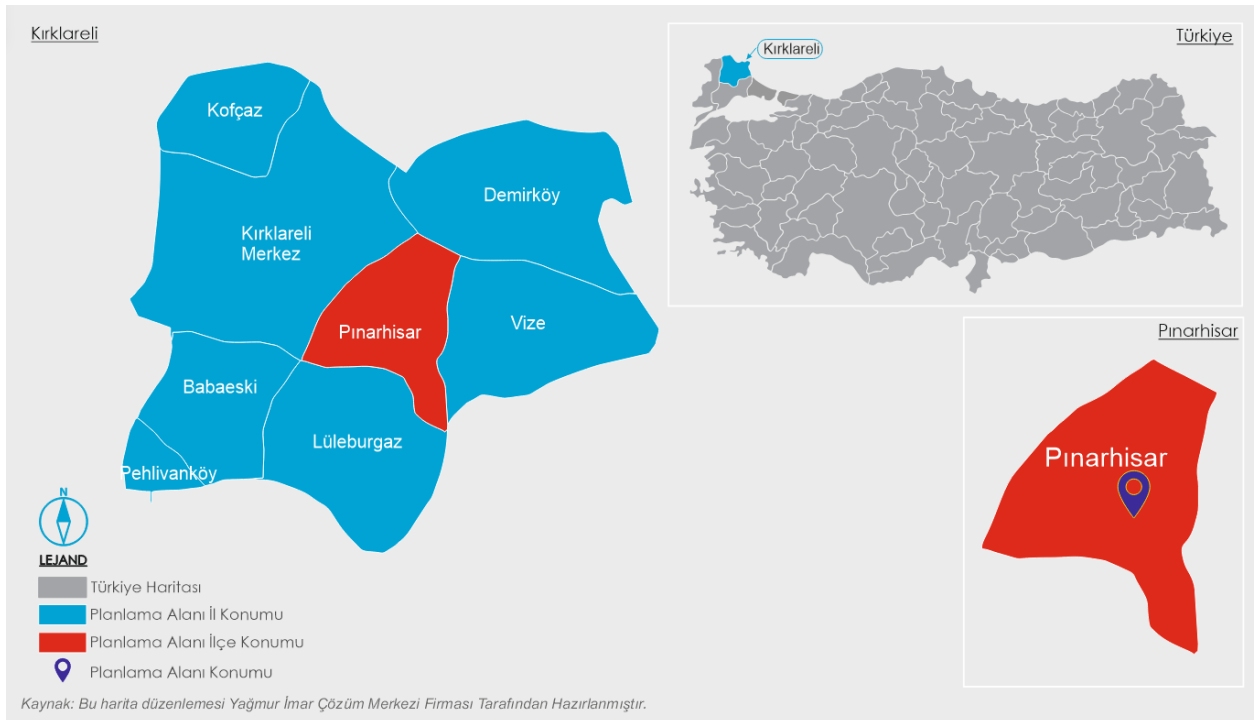 Kırklareli
Türkiye
Kırklareli
Kofçaz
Demirköy
Kırklareli
Merkez
Pınarhisar
Vize
Pınarhisar
Babaeski
Lüleburgaz
Pehlivanköy
Pınarhisar
N
LEJAND
Türkiye Haritası
Planlama Alanı İl Konumu
Planlama Alanı İlçe Konumu
Planlama Alanı Konumu
Kaynak: Bu harita düzenlemesi Yağmur İmar Çözüm Merkezi Firması Tarafından Hazırlanmıştır.